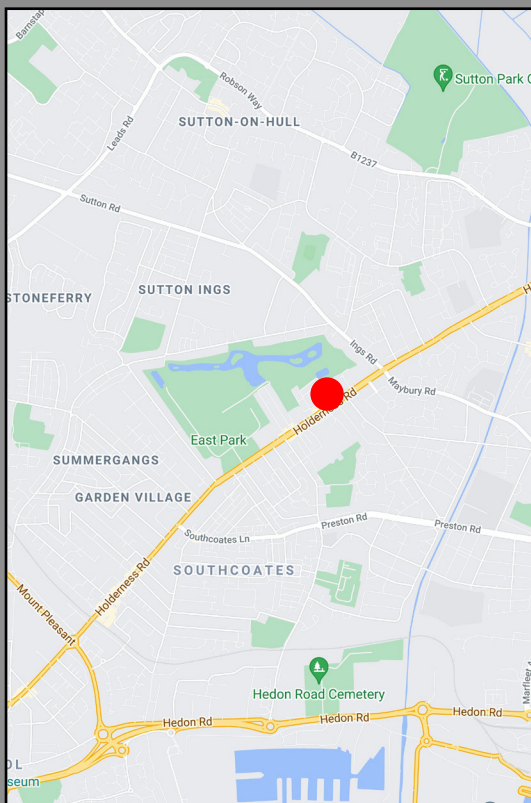 Barnstap
Robson Way
Sutton Park G
SUTTON-ON-HULL
Leads Rd
B1237
Sutton Rd
STONEFERRY
SUTTON INGS
H
Ings Rd
Maybury Rd
Holderness Rd
East Park
SUMMERGANGS
GARDEN VILLAGE
Preston Rd
Preston Rd
Southcoates Ln
SOUTHCOATES
Holderness Rd
Mount Pleasant
Hedon Road Cemetery
Marfleet A
Hedon Rd
Hedon Rd
Hedon Rd
OL
seum